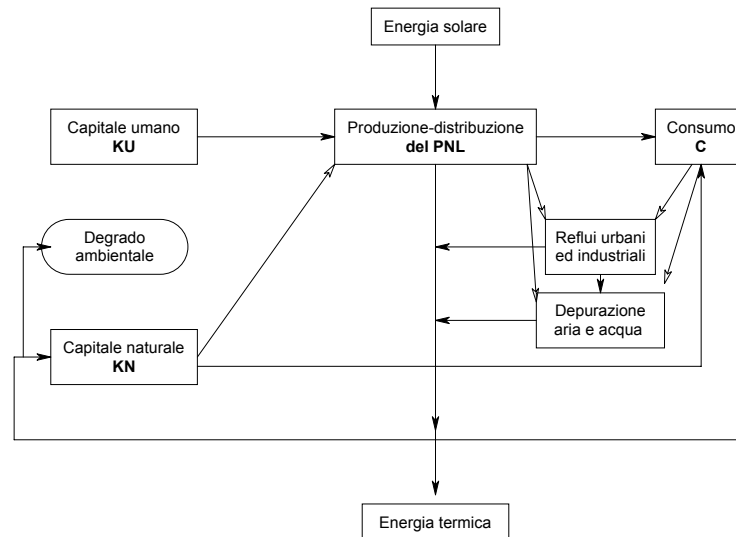 Energia solare
Capitale umano
KU
Produzione-distribuzione
del PNL
Consumo
C
Degrado
ambientale
Reflui urbani
ed industriali
Depurazione
aria e acqua
Capitale naturale
KN
Energia termica